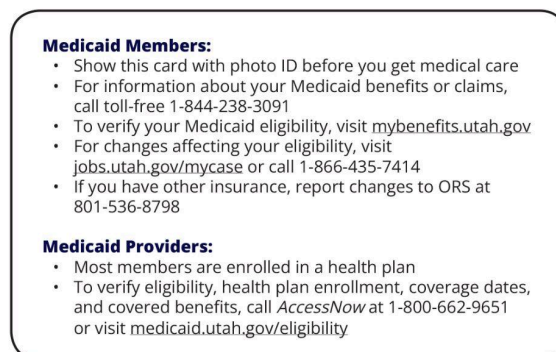 Medicaid Members:
• Show this card with photo ID before you get medical care
• For information about your Medicaid benefits or claims,
call toll-free 1-844-238-3091
• To verify your Medicaid eligibility, visit mybenefits.utah.gov
• For changes affecting your eligibility, visit
jobs.utah.gov/mycase or call 1-866-435-7414
• If you have other insurance, report changes to ORS at
801-536-8798
Medicaid Providers:
• Most members are enrolled in a health plan
• To verify eligibility, health plan enrollment, coverage dates,
and covered benefits, call AccessNow at 1-800-662-9651
or visit medicaid.utah.gov/eligibility